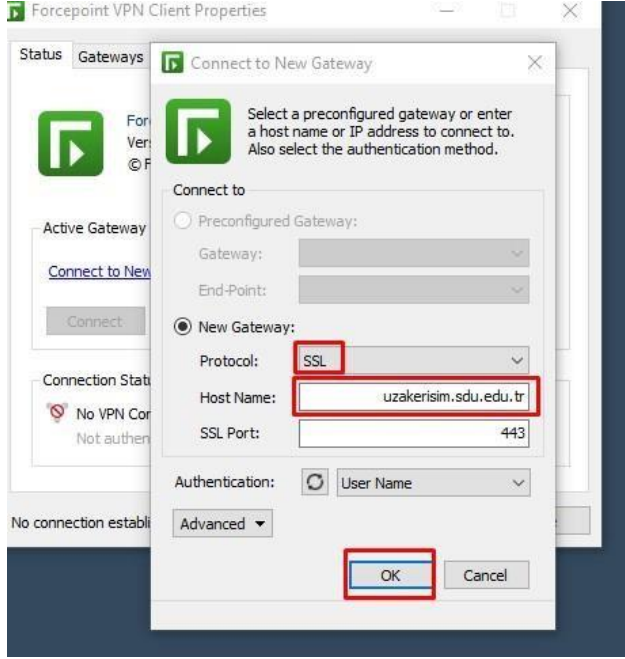 Forcepoint VPN Client Properties
Status Gateways
Connect to New Gateway
Select a preconfigured gateway or enter
a host name or IP address to connect to.
Also select the authentication method.
For
Vers
© F
Connect to
Preconfigured Gateway:
Gateway:
End-Point:
New Gateway:
Protocol: SSL
Host Name: uzakerisim.sdu.edu.tr
SSL Port: 443
Active Gateway
Connect to New
Connect
Connection Statu
No VPN Con
Not authen
Authentication: User Name
Advanced
No connection establi
OK Cancel